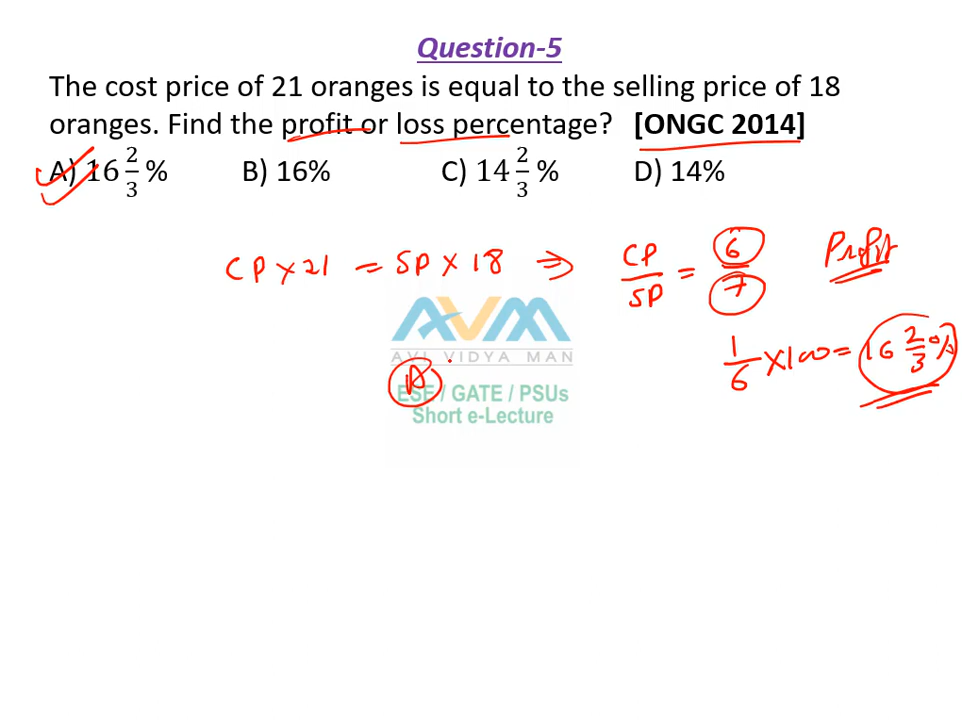 Question-5
The cost price of 21 oranges is equal to the selling price of 18
oranges. Find the profit or loss percentage? [ONGC 2014]
A) 16 2/3 % B) 16% C) 14 2/3 % D) 14%
CP × 21 = SP × 18 ⇒ CP/SP = 6/7 Profit
1/6 × 100 = 16 2/3 %
AVM
AVI VIDYA MAN
A
ESE / GATE / PSUs
Short e-Lecture